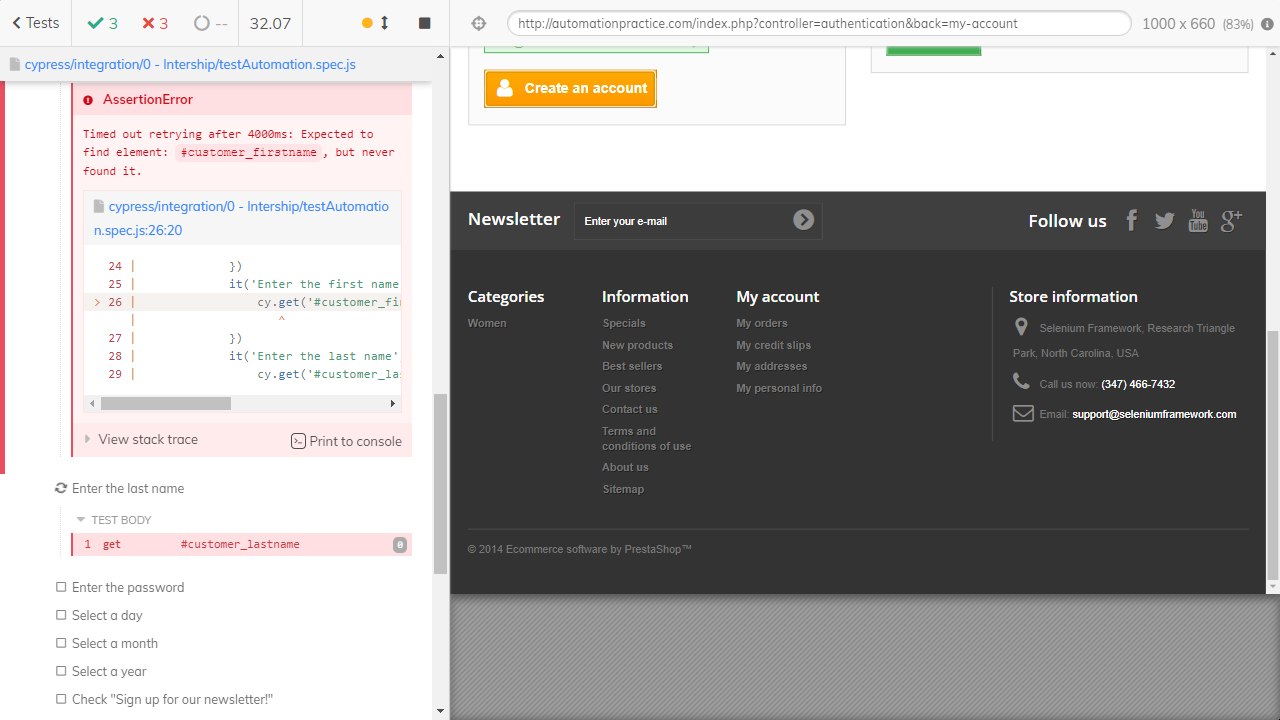 Tests
3
3
--
32.07
http://automationpractice.com/index.php?controller=authentication&back=my-account
1000 x 660 (83%)
cypress/integration/0 - Intership/testAutomation.spec.js
AssertionError
Timed out retrying after 4000ms: Expected to
find element: #customer_firstname, but never
found it.
cypress/integration/0 - Intership/testAutomatio
n.spec.js:26:20
24 | })
25 | it('Enter the first name
> 26 | cy.get('#customer_fir
| ^
27 | })
28 | it('Enter the last name'
29 | cy.get('#customer_la
View stack trace
Print to console
Enter the last name
TEST BODY
1 get #customer_lastname 0
Enter the password
Select a day
Select a month
Select a year
Check "Sign up for our newsletter!"
Create an account
Newsletter
Enter your e-mail
Follow us
You
Tube
Categories
Women
Information
Specials
New products
Best sellers
Our stores
Contact us
Terms and
conditions of use
About us
Sitemap
My account
My orders
My credit slips
My addresses
My personal info
Store information
Selenium Framework, Research Triangle
Park, North Carolina, USA
Call us now: (347) 466-7432
Email: support@seleniumframework.com
© 2014 Ecommerce software by PrestaShop™